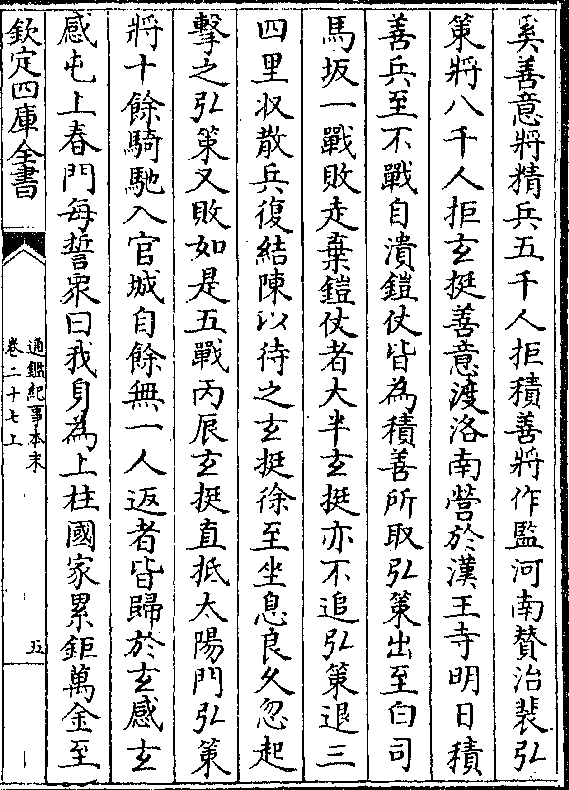 奚善意將精兵五千人拒積善將作監河南賛治裴弘
策將八千人拒玄挺善意渡洛南營於漢王寺明日積
善兵至不戰自潰鎧仗皆為積善所取弘策出至白司
馬坂一戰敗走棄鎧仗者大半玄挺亦不追弘策退三
四里収散兵復結陳以待之玄挺徐至坐息良乆忽起
擊之弘策又敗如是五戰丙辰玄挺直抵太陽門弘策
將十餘騎馳入宫城自餘無一人返者皆歸於玄感玄
感屯上春門每誓衆曰我身為上柱國家累鉅萬金至
欽定四庫全書
通鑑紀事本末
卷二十七上
五